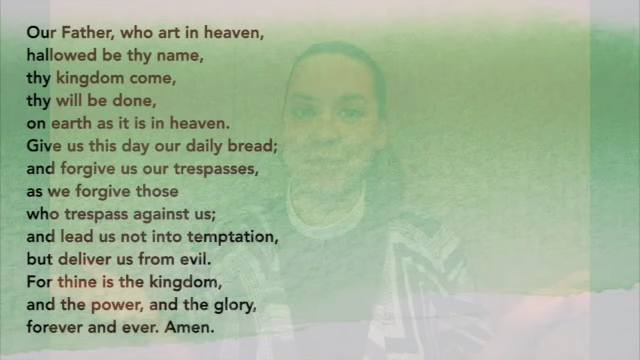 Our Father, who art in heaven,
hallowed be thy name,
thy kingdom come,
thy will be done,
on earth as it is in heaven.
Give us this day our daily bread;
and forgive us our trespasses,
as we forgive those
who trespass against us;
and lead us not into temptation,
but deliver us from evil.
For thine is the kingdom,
and the power, and the glory,
forever and ever. Amen.